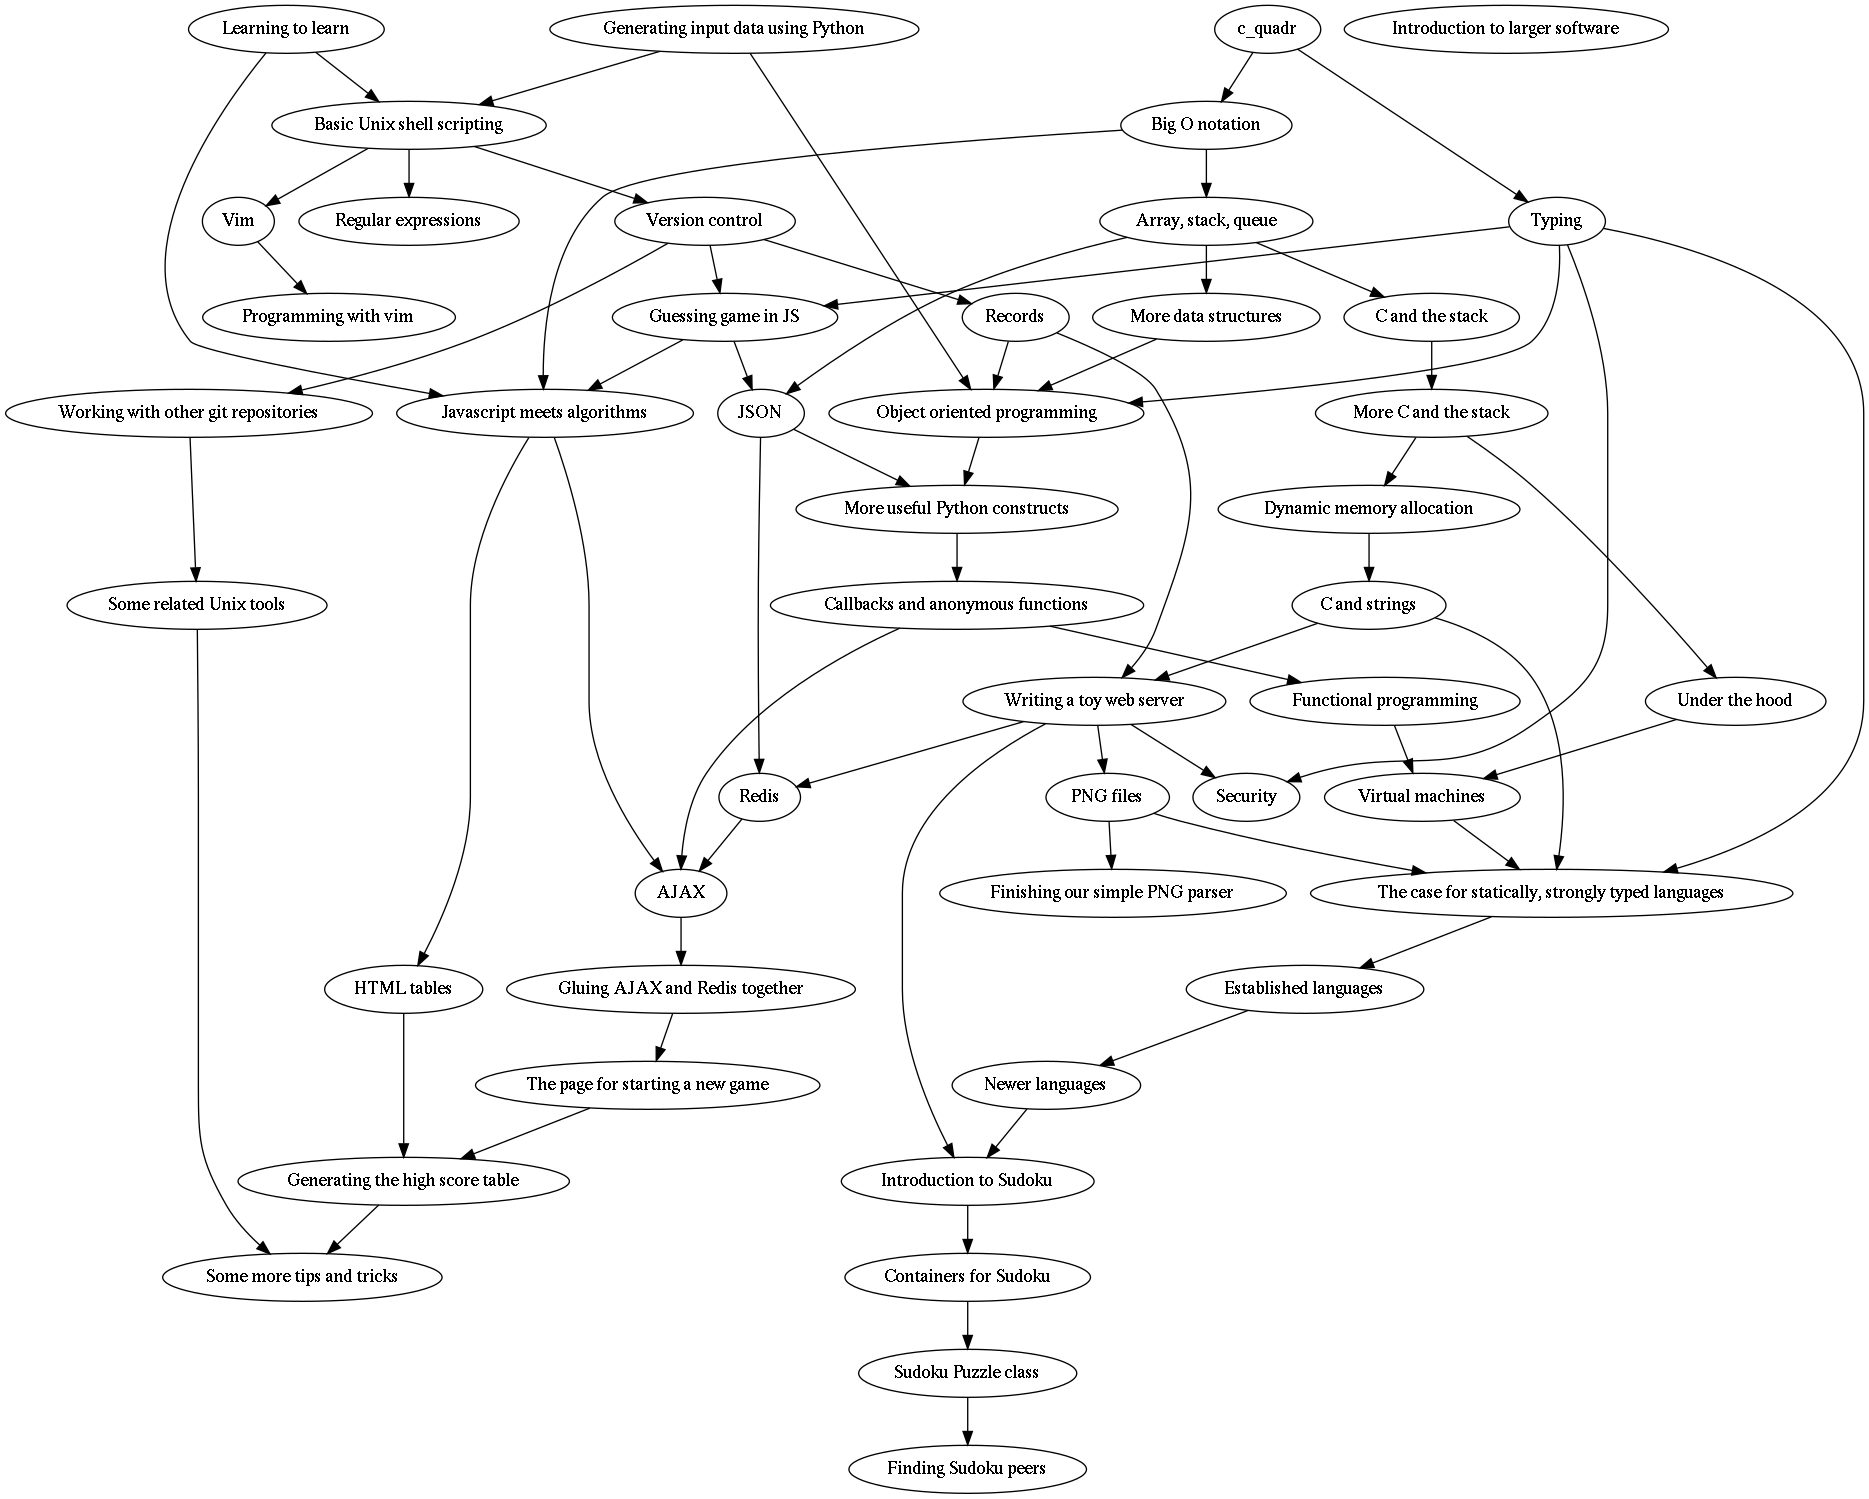 Learning to learn
Generating input data using Python
c_quadr
Introduction to larger software
Basic Unix shell scripting
Big O notation
Vim
Regular expressions
Version control
Array, stack, queue
Typing
Programming with vim
Guessing game in JS
Records
More data structures
C and the stack
Working with other git repositories
Javascript meets algorithms
JSON
Object oriented programming
More C and the stack
More useful Python constructs
Dynamic memory allocation
Some related Unix tools
Callbacks and anonymous functions
C and strings
Writing a toy web server
Functional programming
Under the hood
Redis
PNG files
Security
Virtual machines
AJAX
Finishing our simple PNG parser
The case for statically, strongly typed languages
HTML tables
Gluing AJAX and Redis together
Established languages
The page for starting a new game
Newer languages
Generating the high score table
Introduction to Sudoku
Some more tips and tricks
Containers for Sudoku
Sudoku Puzzle class
Finding Sudoku peers